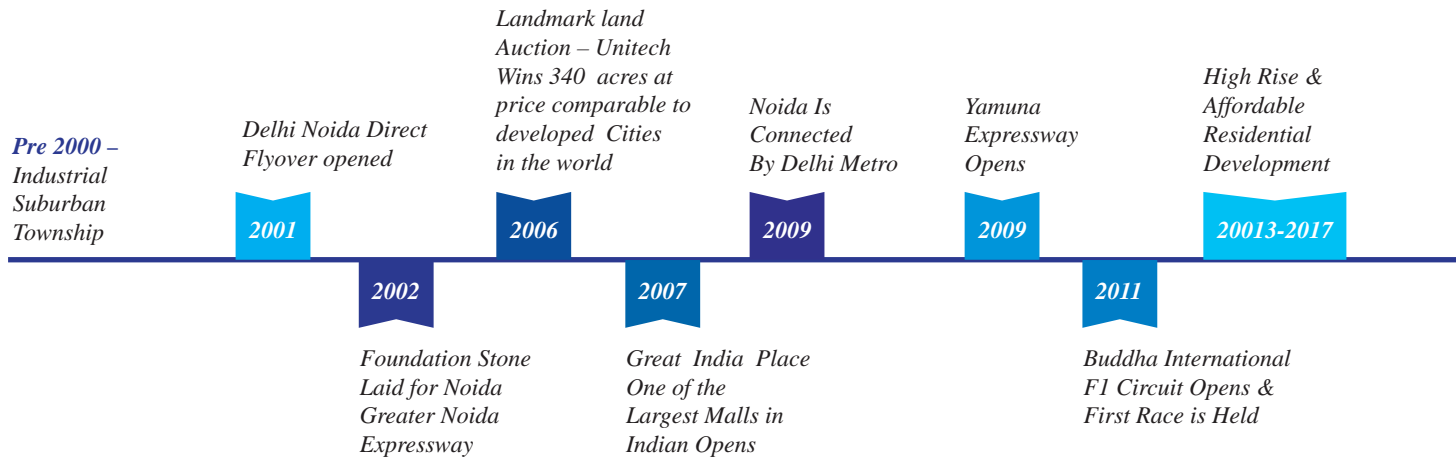 Pre 2000 –
Industrial
Suburban
Township
Delhi Noida Direct
Flyover opened
2001
2002
Foundation Stone
Laid for Noida
Greater Noida
Expressway
Landmark land
Auction – Unitech
Wins 340 acres at
price comparable to
developed Cities
in the world
2006
2007
Great India Place
One of the
Largest Malls in
Indian Opens
Noida Is
Connected
By Delhi Metro
2009
Yamuna
Expressway
Opens
2009
2011
Buddha International
F1 Circuit Opens &
First Race is Held
High Rise &
Affordable
Residential
Development
20013-2017